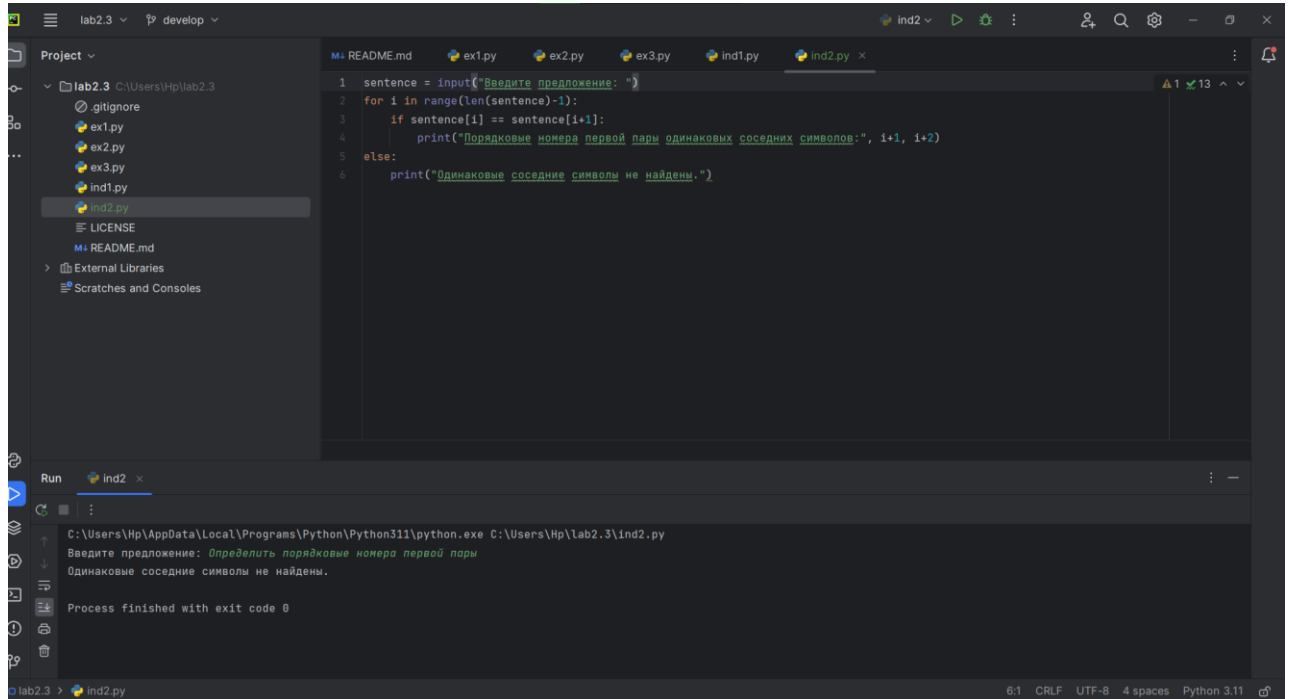 lab2.3 develop ind2
Project
README.md ex1.py ex2.py ex3.py ind1.py ind2.py
lab2.3 C:\Users\Hp\lab2.3
.gitignore
ex1.py
ex2.py
ex3.py
ind1.py
ind2.py
LICENSE
README.md
External Libraries
Scratches and Consoles
1 sentence = input("Введите предложение: ")
2 for i in range(len(sentence)-1):
3     if sentence[i] == sentence[i+1]:
4         print("Порядковые номера первой пары одинаковых соседних символов:", i+1, i+2)
5 else:
6     print("Одинаковые соседние символы не найдены.")
1 13
Run ind2
C:\Users\Hp\AppData\Local\Programs\Python\Python311\python.exe C:\Users\Hp\lab2.3\ind2.py
Введите предложение: Определить порядковые номера первой пары
Одинаковые соседние символы не найдены.
Process finished with exit code 0
lab2.3 > ind2.py 6:1 CRLF UTF-8 4 spaces Python 3.11